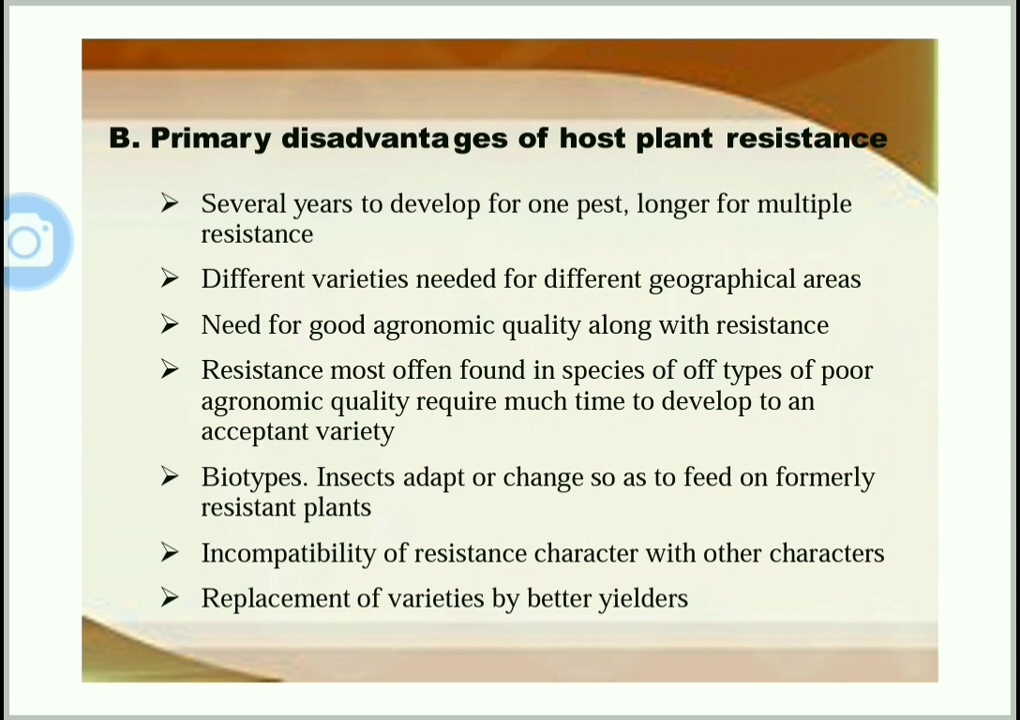 B. Primary disadvantages of host plant resistance
➢ Several years to develop for one pest, longer for multiple
resistance
➢ Different varieties needed for different geographical areas
➢ Need for good agronomic quality along with resistance
➢ Resistance most offen found in species of off types of poor
agronomic quality require much time to develop to an
acceptant variety
➢ Biotypes. Insects adapt or change so as to feed on formerly
resistant plants
➢ Incompatibility of resistance character with other characters
➢ Replacement of varieties by better yielders